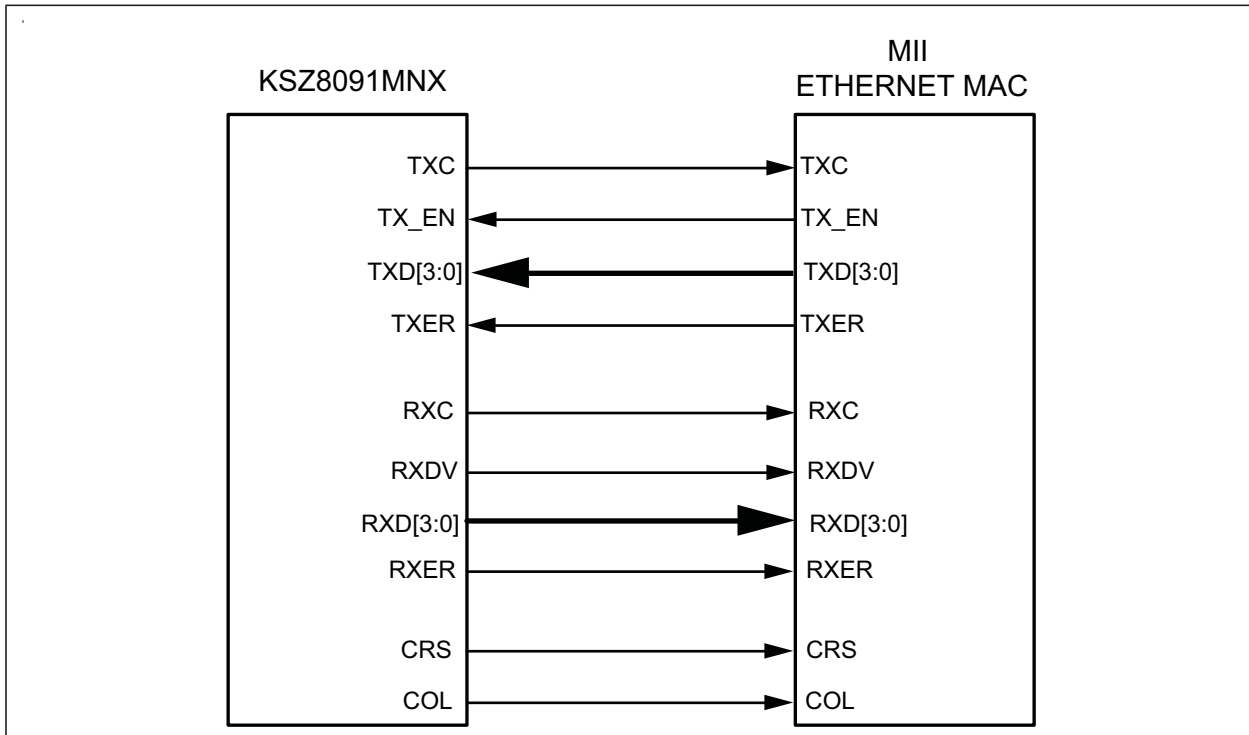 MII
KSZ8091MNX ETHERNET MAC
TXC TXC
TX_EN TX_EN
TXD[3:0] TXD[3:0]
TXER TXER
RXC RXC
RXDV RXDV
RXD[3:0] RXD[3:0]
RXER RXER
CRS CRS
COL COL